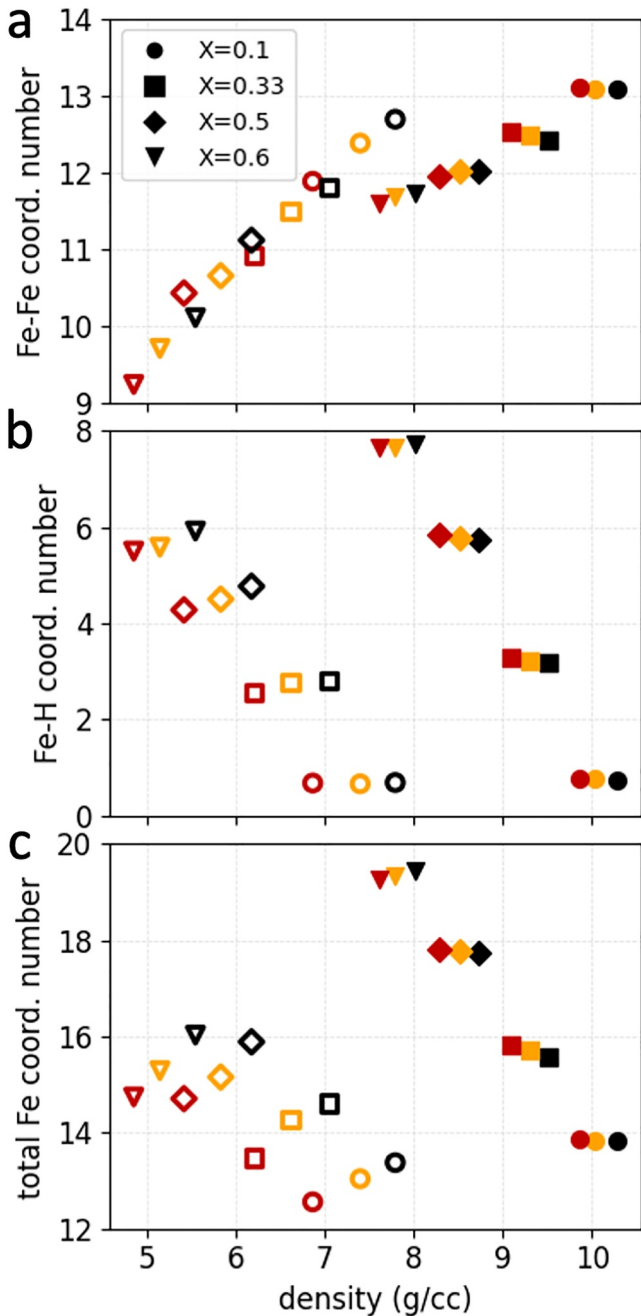 a
14
13
12
11
10
9
Fe-Fe coord. number
X=0.1
X=0.33
X=0.5
X=0.6
b
8
6
4
2
0
Fe-H coord. number
c
20
18
16
14
12
total Fe coord. number
5 6 7 8 9 10
density (g/cc)